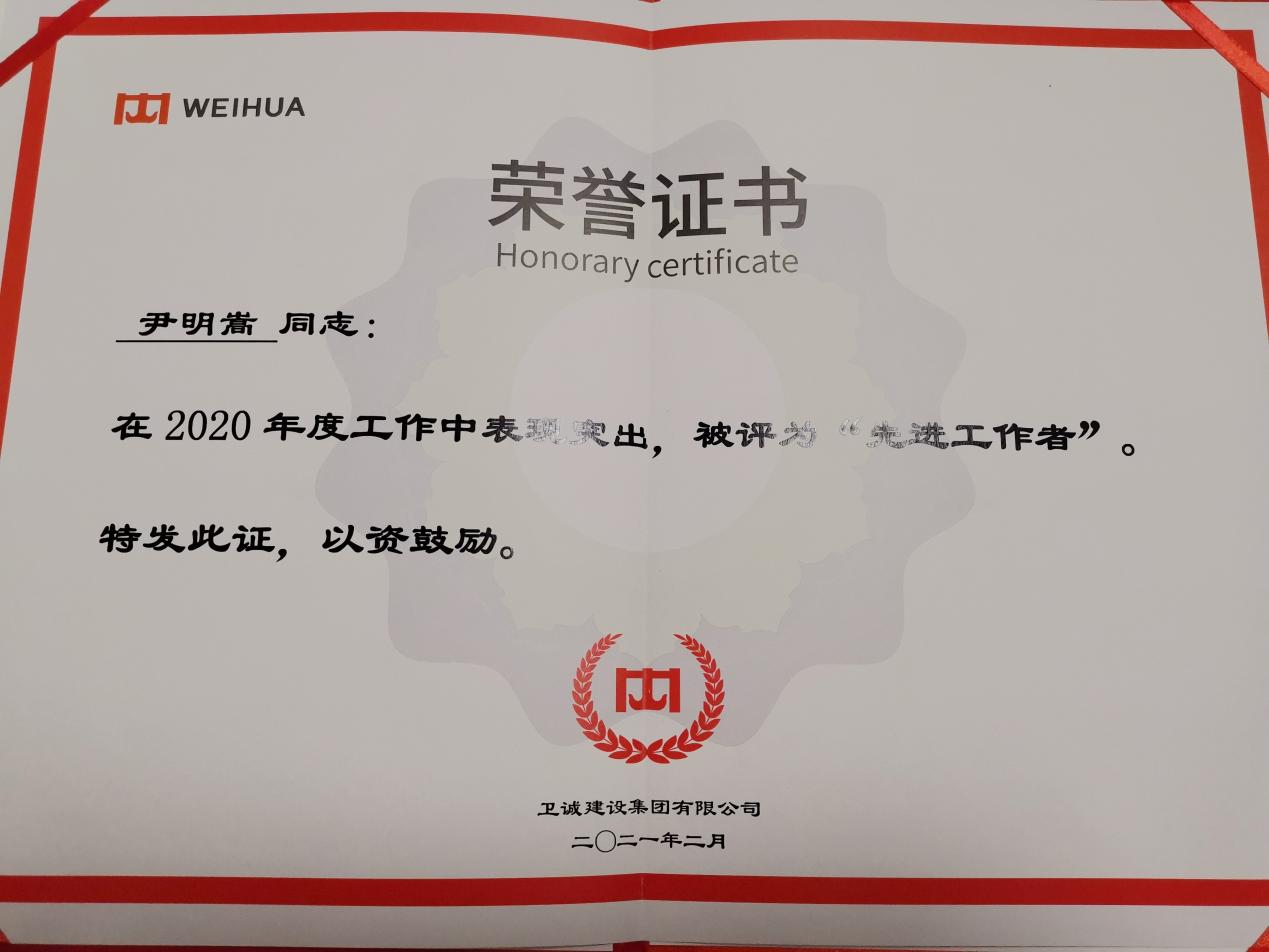 WEIHUA
荣誉证书
Honorary certificate
尹明嵩 同志：
在 2020 年度工作中表现突出，被评为“先进工作者”。
特发此证，以资鼓励。
卫诚建设集团有限公司
二〇二一年二月